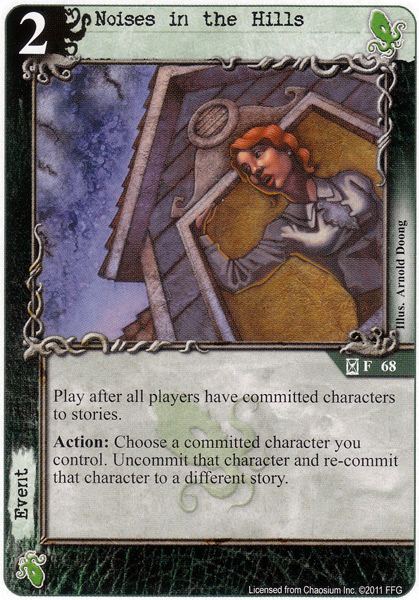 2
Noises in the Hills
Illus. Arnold Doong
F 68
Play after all players have committed characters
to stories.
Action: Choose a committed character you
control. Uncommit that character and re-commit
that character to a different story.
Event
Licensed from Chaosium Inc. ©2011 FFG